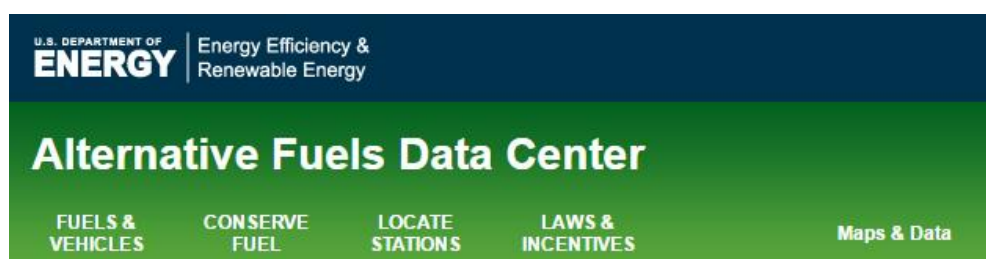 U.S. DEPARTMENT OF
ENERGY
Energy Efficiency &
Renewable Energy
Alternative Fuels Data Center
FUELS &
VEHICLES
CONSERVE
FUEL
LOCATE
STATIONS
LAWS &
INCENTIVES
Maps & Data